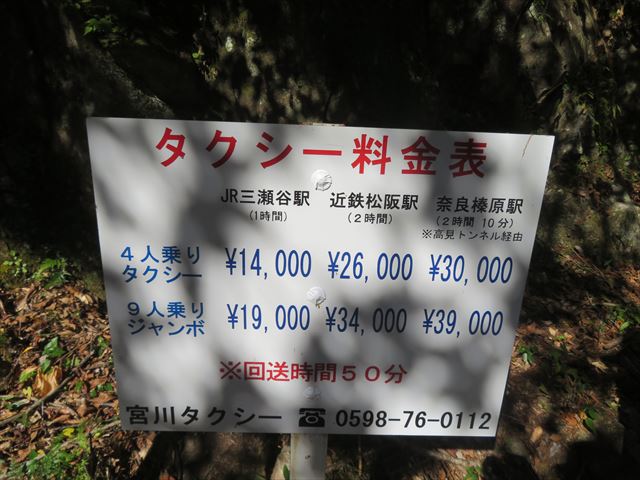 タクシー料金表
JR三瀬谷駅 近鉄松阪駅 奈良榛原駅
(1時間) (2時間) (2時間10分)
※高見トンネル経由
4人乗り
タクシー ¥14,000 ¥26,000 ¥30,000
9人乗り
ジャンボ ¥19,000 ¥34,000 ¥39,000
※回送時間50分
宮川タクシー ☎ 0598-76-0112